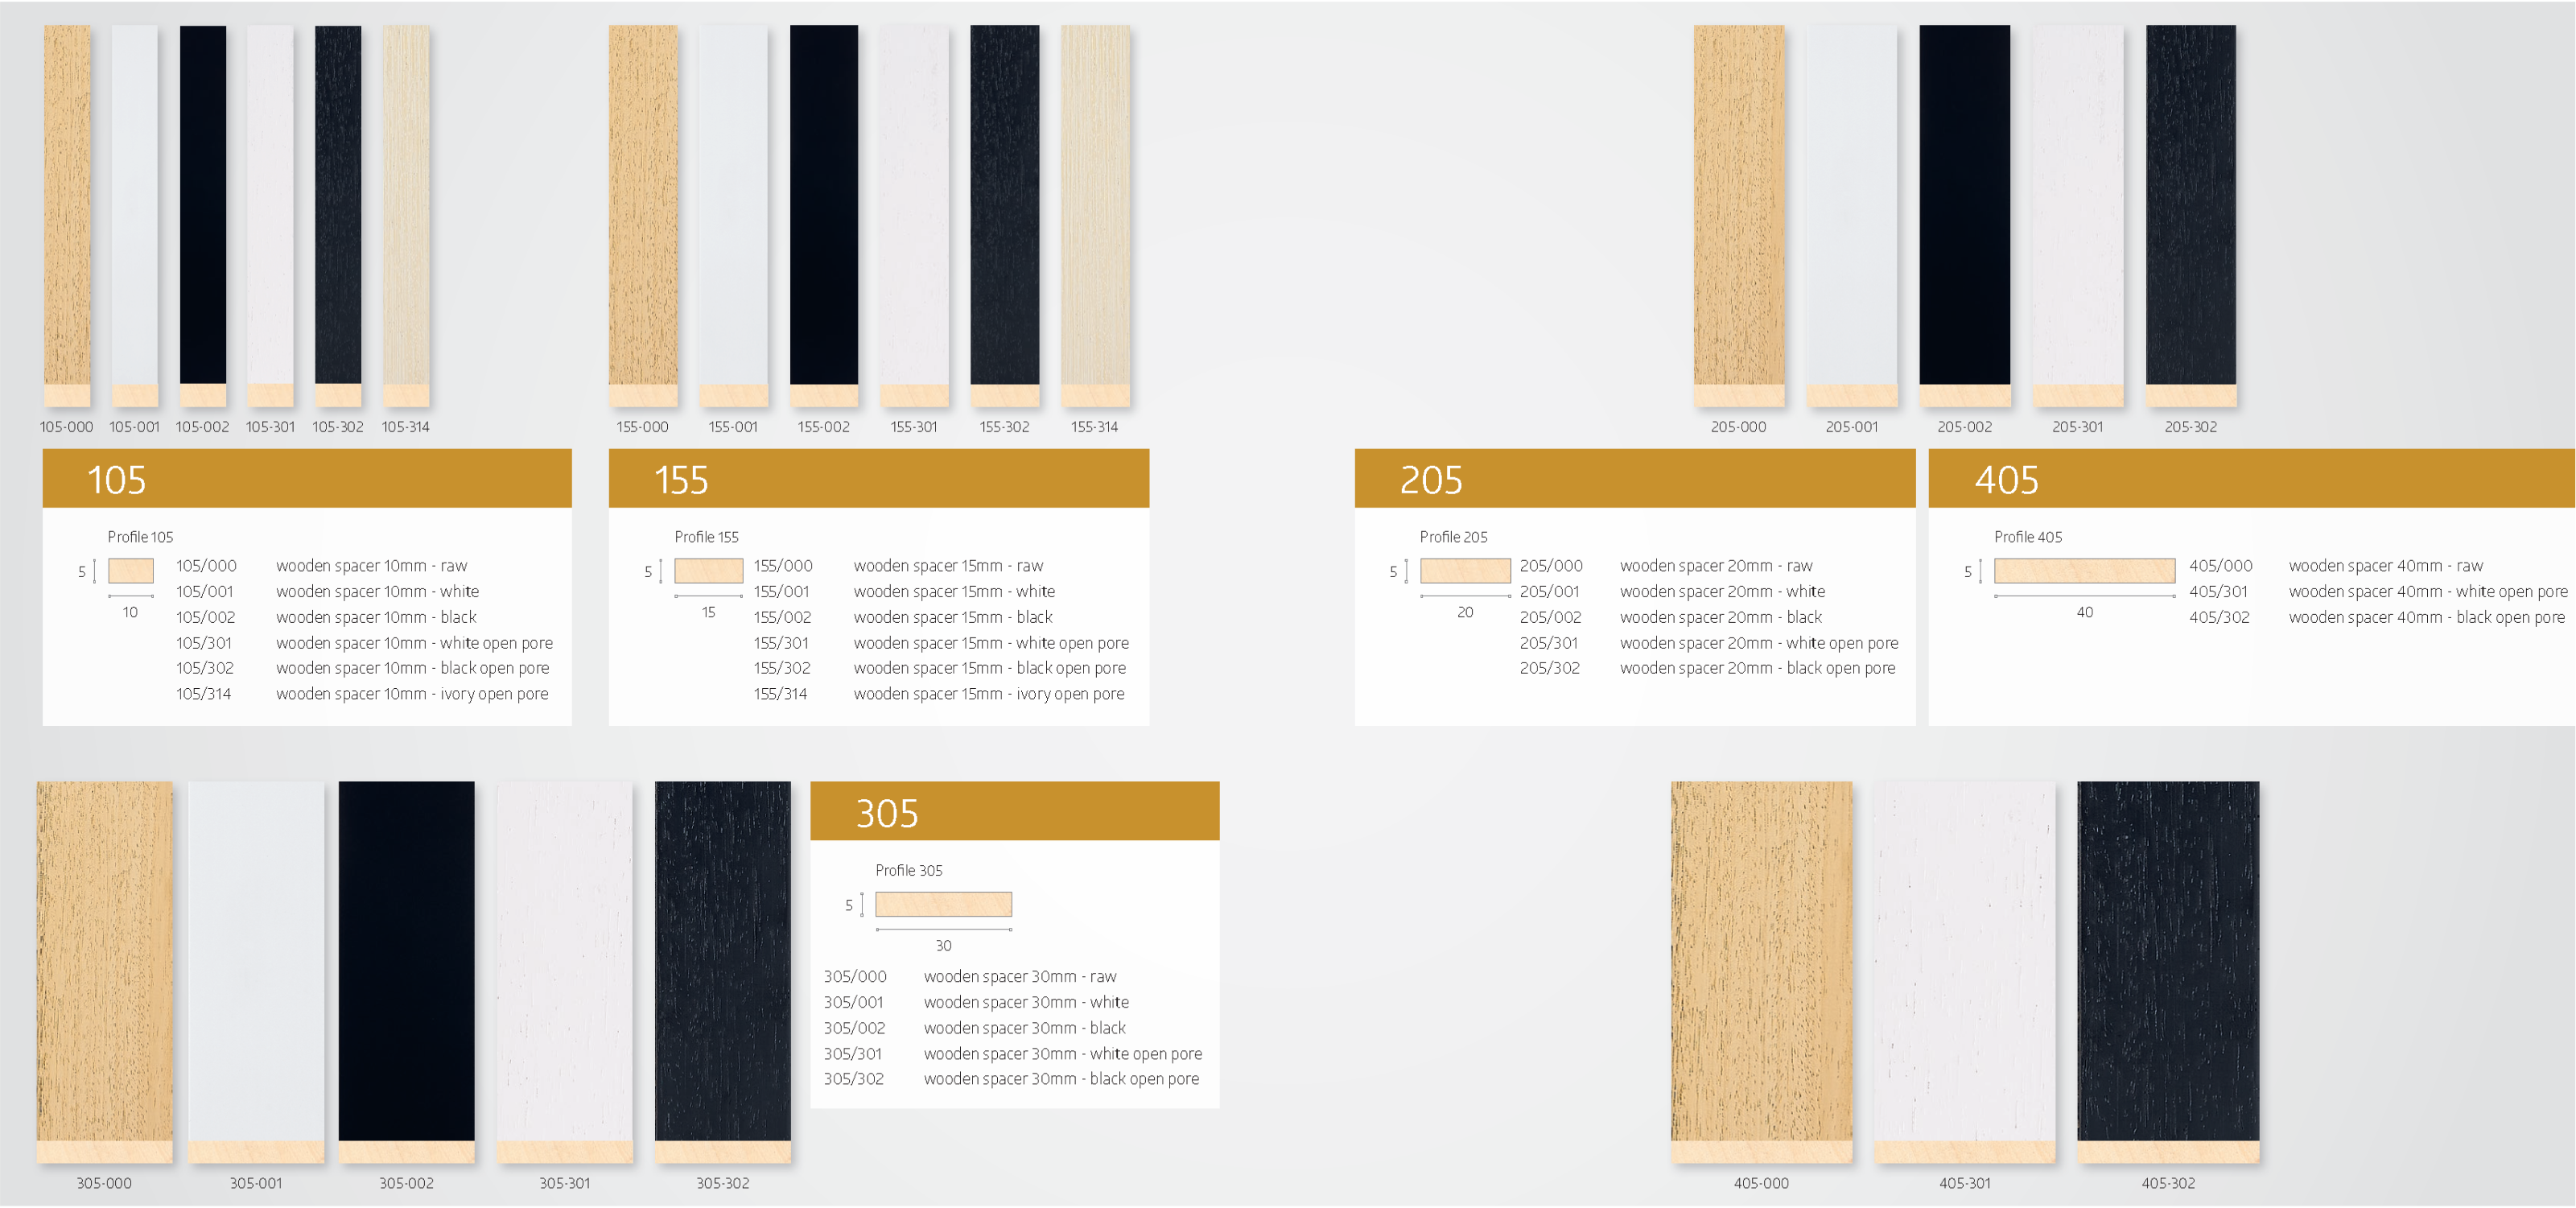 105-000 105-001 105-002 105-301 105-302 105-314
155-000 155-001 155-002 155-301 155-302 155-314
205-000 205-001 205-002 205-301 205-302
105
Profile 105
5
10
105/000 wooden spacer 10mm - raw
105/001 wooden spacer 10mm - white
105/002 wooden spacer 10mm - black
105/301 wooden spacer 10mm - white open pore
105/302 wooden spacer 10mm - black open pore
105/314 wooden spacer 10mm - ivory open pore
155
Profile 155
5
15
155/000 wooden spacer 15mm - raw
155/001 wooden spacer 15mm - white
155/002 wooden spacer 15mm - black
155/301 wooden spacer 15mm - white open pore
155/302 wooden spacer 15mm - black open pore
155/314 wooden spacer 15mm - ivory open pore
205
Profile 205
5
20
205/000 wooden spacer 20mm - raw
205/001 wooden spacer 20mm - white
205/002 wooden spacer 20mm - black
205/301 wooden spacer 20mm - white open pore
205/302 wooden spacer 20mm - black open pore
405
Profile 405
5
40
405/000 wooden spacer 40mm - raw
405/301 wooden spacer 40mm - white open pore
405/302 wooden spacer 40mm - black open pore
305
Profile 305
5
30
305/000 wooden spacer 30mm - raw
305/001 wooden spacer 30mm - white
305/002 wooden spacer 30mm - black
305/301 wooden spacer 30mm - white open pore
305/302 wooden spacer 30mm - black open pore
305-000 305-001 305-002 305-301 305-302
405-000 405-301 405-302